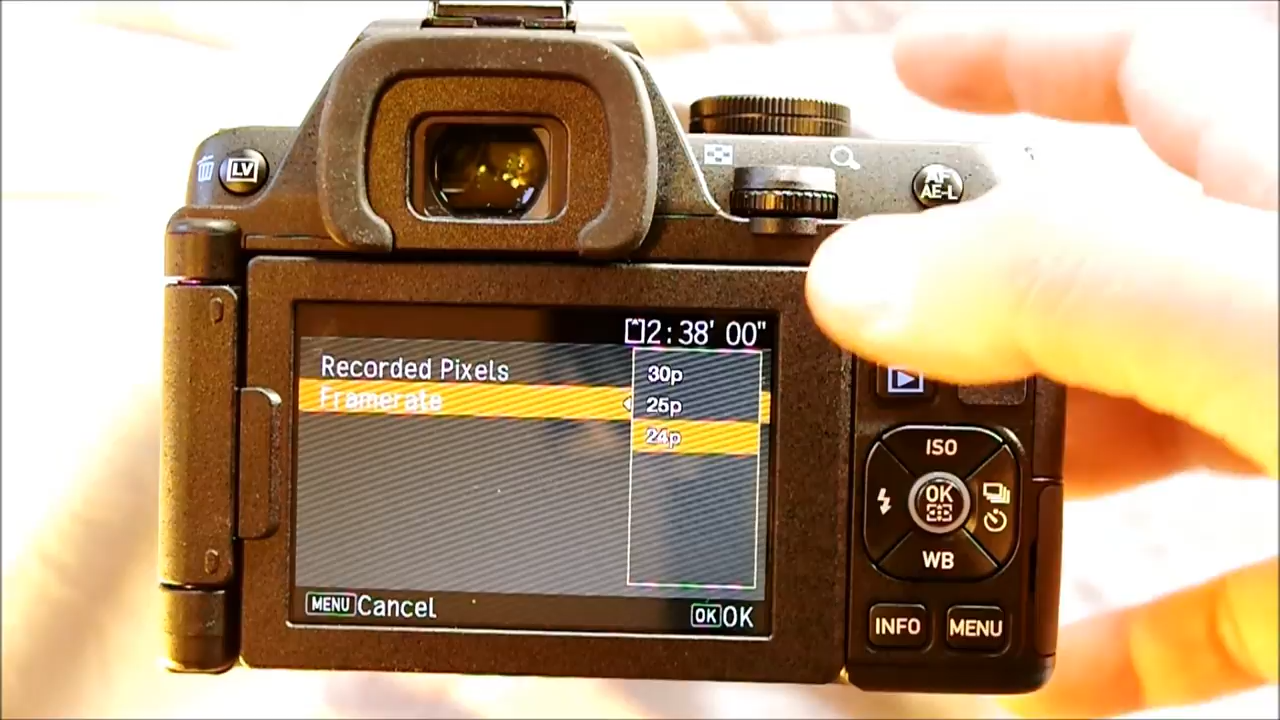 LV
AF
AE-L
2:38' 00"
Recorded Pixels
Framerate
30p
25p
24p
MENU Cancel
OK OK
ISO
OK
WB
INFO
MENU